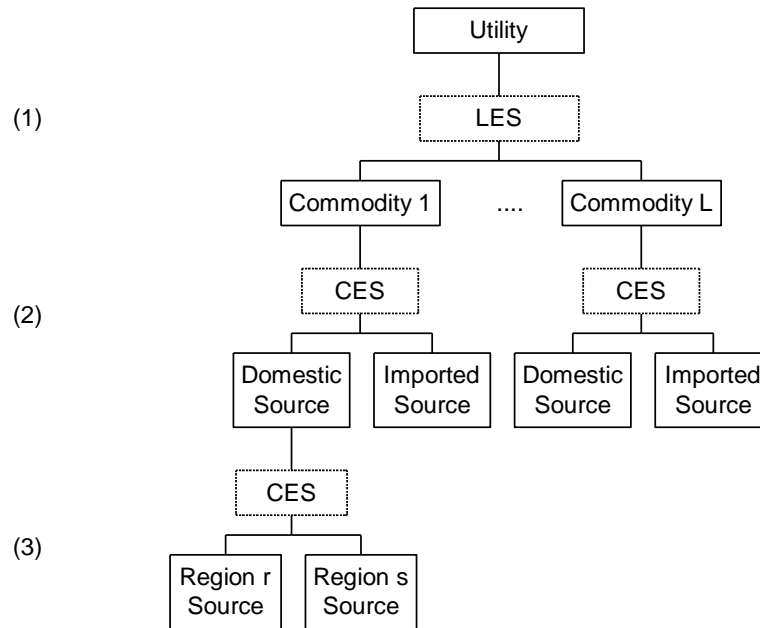 Utility
(1)
LES
Commodity 1
....
Commodity L
CES
CES
(2)
Domestic
Source
Imported
Source
Domestic
Source
Imported
Source
CES
(3)
Region r
Source
Region s
Source